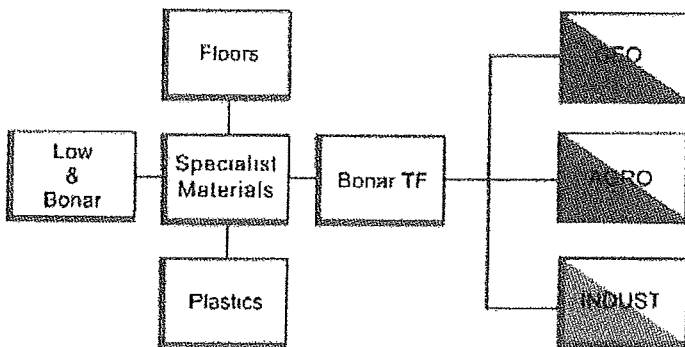 Floors
GEO
Low
&
Bonar
Specialist
Materials
Bonar TF
AGRO
Plastics
INDUST